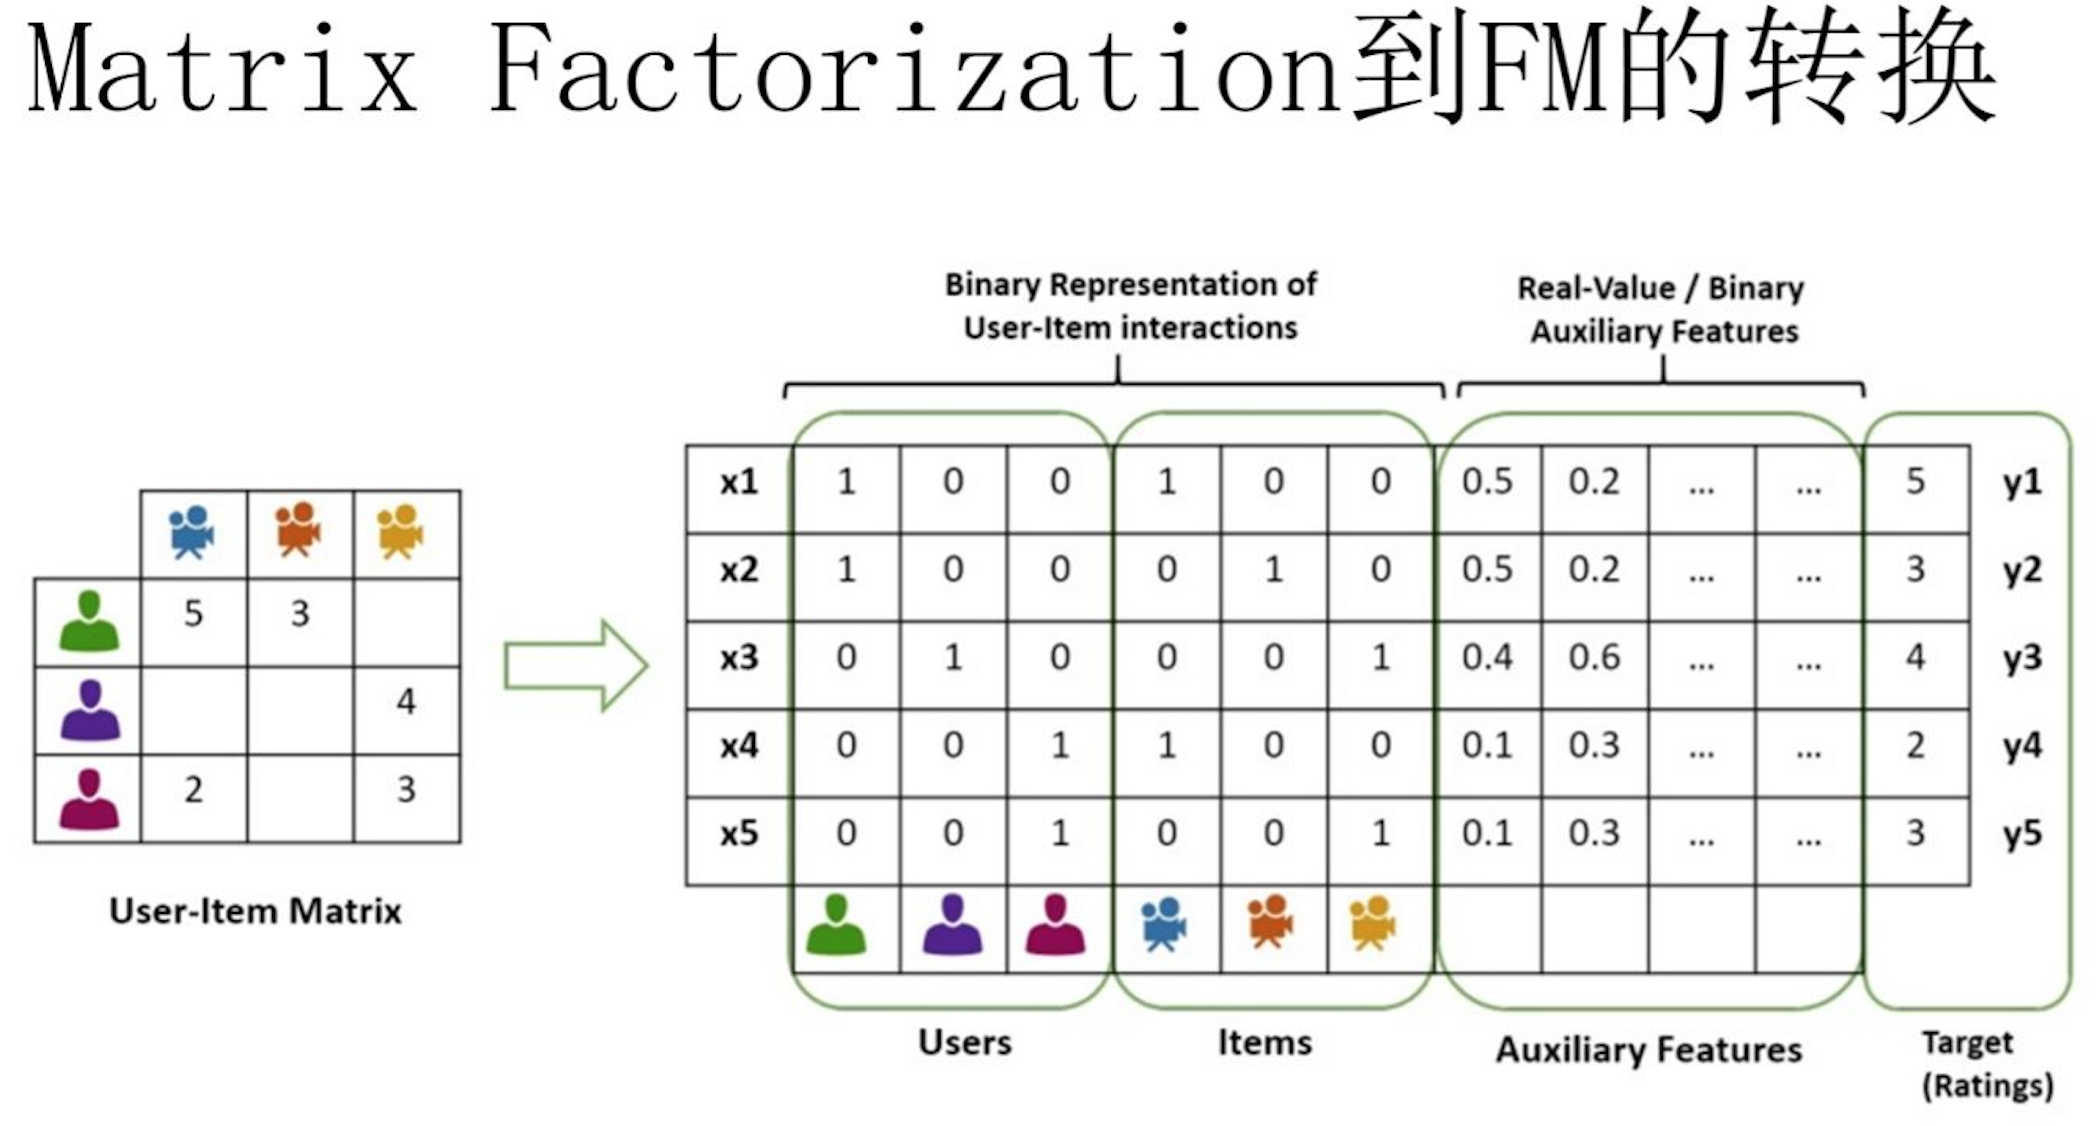 Matrix Factorization到FM的转换
Binary Representation of
User-Item interactions
Real-Value / Binary
Auxiliary Features
5 3
4
2 3
User-Item Matrix
x1 1 0 0 1 0 0 0.5 0.2 ... ... 5 y1
x2 1 0 0 0 1 0 0.5 0.2 ... ... 3 y2
x3 0 1 0 0 0 1 0.4 0.6 ... ... 4 y3
x4 0 0 1 1 0 0 0.1 0.3 ... ... 2 y4
x5 0 0 1 0 0 1 0.1 0.3 ... ... 3 y5
Users
Items
Auxiliary Features
Target
(Ratings)